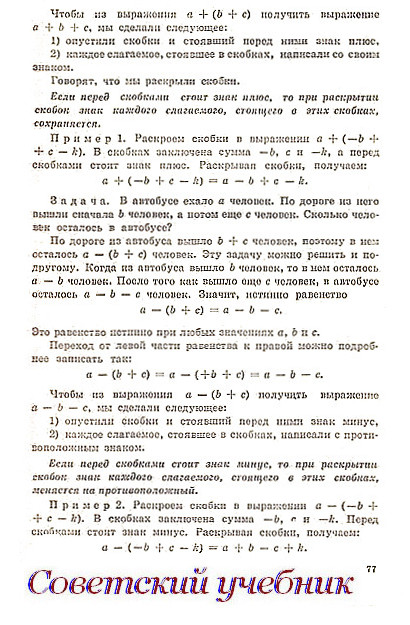 Чтобы из выражения a + (b + c) получить выражение
a + b + c, мы сделали следующее:
1) опустили скобки и стоявший перед ними знак плюс,
2) каждое слагаемое, стоявшее в скобках, написали со своим
знаком.
Говорят, что мы раскрыли скобки.
Если перед скобками стоит знак плюс, то при раскрытии
скобок знак каждого слагаемого, стоящего в этих скобках,
сохраняется.
Пример 1. Раскроем скобки в выражении a + (−b +
+ c − k). В скобках заключена сумма −b, c и −k, а перед
скобками стоит знак плюс. Раскрывая скобки, получаем:
a + (−b + c − k) = a − b + c − k.
Задача. В автобусе ехало a человек. По дороге из него
вышли сначала b человек, а потом еще c человек. Сколько чело-
век осталось в автобусе?
По дороге из автобуса вышло b + c человек, поэтому в нем
осталось a − (b + c) человек. Эту задачу можно решить и по-
другому. Когда из автобуса вышло b человек, то в нем осталось
a − b человек. После того как вышло еще c человек, в автобусе
осталось a − b − c человек. Значит, истинно равенство
a − (b + c) = a − b − c.
Это равенство истинно при любых значениях a, b и c.
Переход от левой части равенства к правой можно подроб-
нее записать так:
a − (b + c) = a − (+b + c) = a − b − c.
Чтобы из выражения a − (b + c) получить выражение
a − b − c, мы сделали следующее:
1) опустили скобки и стоявший перед ними знак минус,
2) каждое слагаемое, стоявшее в скобках, написали с проти-
воположным знаком.
Если перед скобками стоит знак минус, то при раскрытии
скобок знак каждого слагаемого, стоящего в этих скобках,
меняется на противоположный.
Пример 2. Раскроем скобки в выражении a − (−b +
+ c − k). В скобках заключена сумма −b, c и −k. Перед
скобками стоит знак минус. Раскрывая скобки, получаем:
a − (−b + c − k) = a + b − c + k.
77
Советский учебник